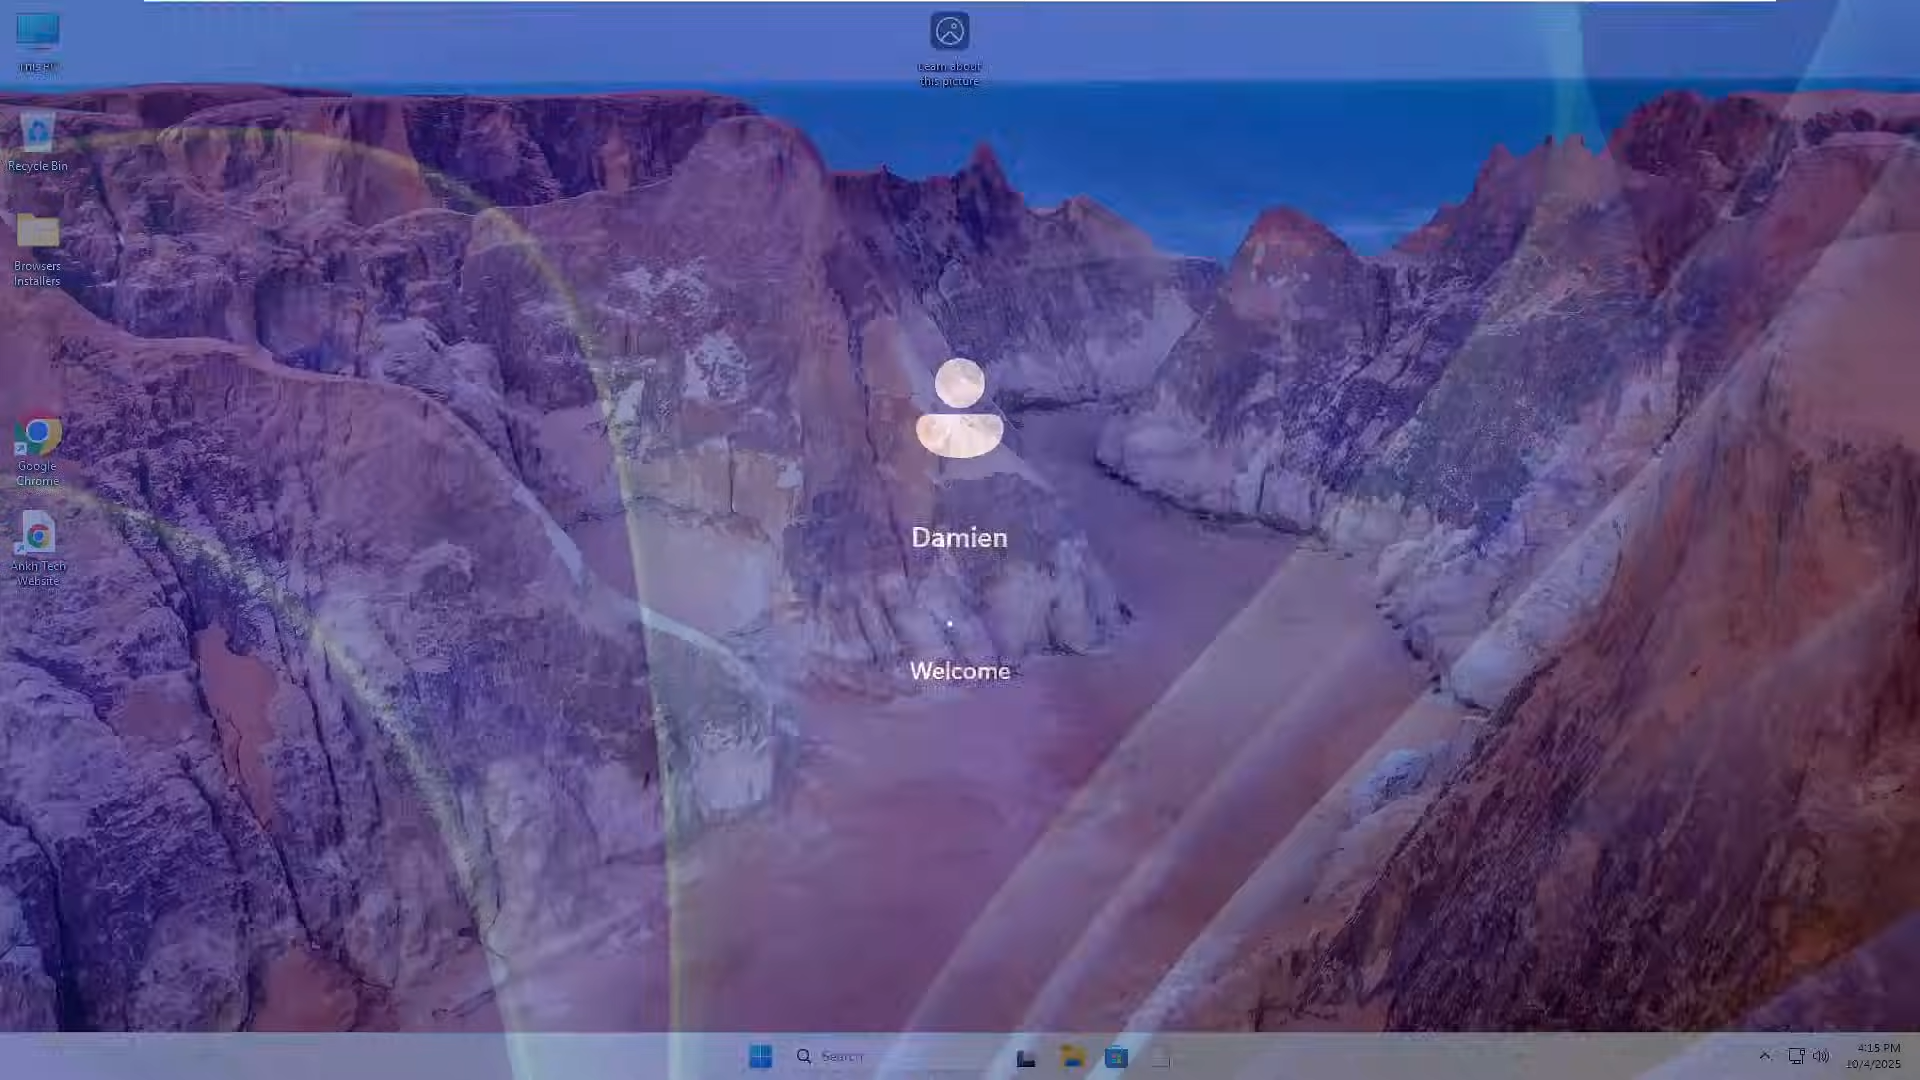 This PC
Learn about
this picture
Recycle Bin
Browsers
Installers
Google
Chrome
Ankh Tech
Website
Damien
Welcome
Search
4:15 PM
10/4/2025